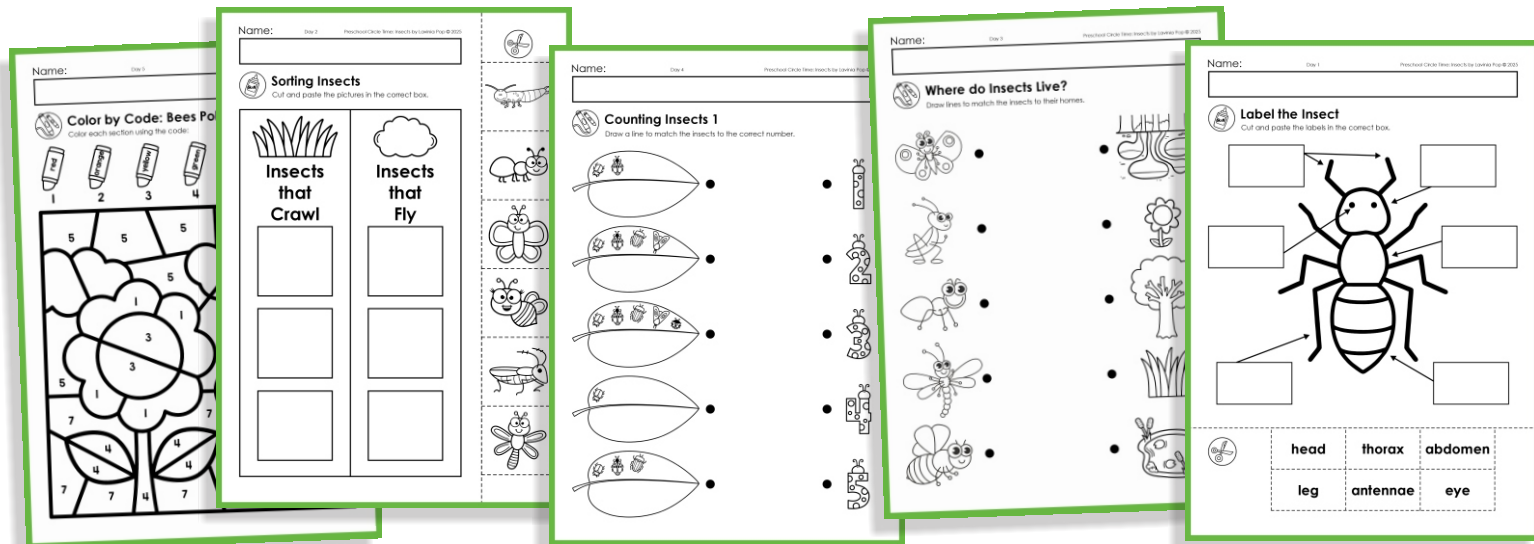 Name:
Day 5
Color by Code: Bees
Color each section using the code:
red
orange
yellow
green
1 2 3 4
5 5 5
5
1
1
3
3
5
1
1
7 7
4 4
4 4
7 7 4 7
Name:
Day 2
Preschool Circle Time: Insects by Lavinia Pop © 2025
Sorting Insects
Cut and paste the pictures in the correct box.
Insects
that
Crawl
Insects
that
Fly
Name:
Day 4
Preschool Circle Time: Insects by Lavinia Pop
Counting Insects 1
Draw a line to match the insects to the correct number.
1
2
3
4
5
Name:
Day 3
Preschool Circle Time: Insects by Lavinia Pop © 2025
Where do Insects Live?
Draw lines to match the insects to their homes.
Name:
Day 1
Preschool Circle Time: Insects by Lavinia Pop © 2025
Label the Insect
Cut and paste the labels in the correct box.
head thorax abdomen
leg antennae eye